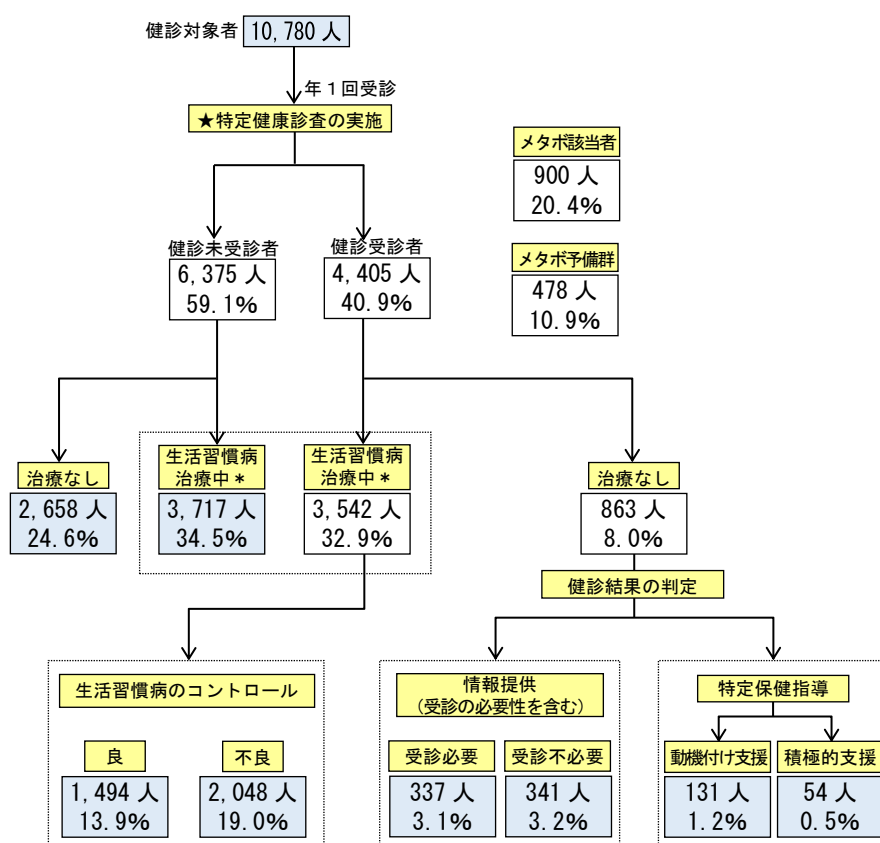 健診対象者 10,780 人
年1回受診
★特定健康診査の実施
メタボ該当者
900 人
20.4%
健診未受診者
6,375 人
59.1%
健診受診者
4,405 人
40.9%
メタボ予備群
478 人
10.9%
治療なし
2,658 人
24.6%
生活習慣病
治療中*
3,717 人
34.5%
生活習慣病
治療中*
3,542 人
32.9%
治療なし
863 人
8.0%
健診結果の判定
生活習慣病のコントロール
良
1,494 人
13.9%
不良
2,048 人
19.0%
情報提供
(受診の必要性を含む)
受診必要
337 人
3.1%
受診不必要
341 人
3.2%
特定保健指導
動機付け支援
131 人
1.2%
積極的支援
54 人
0.5%